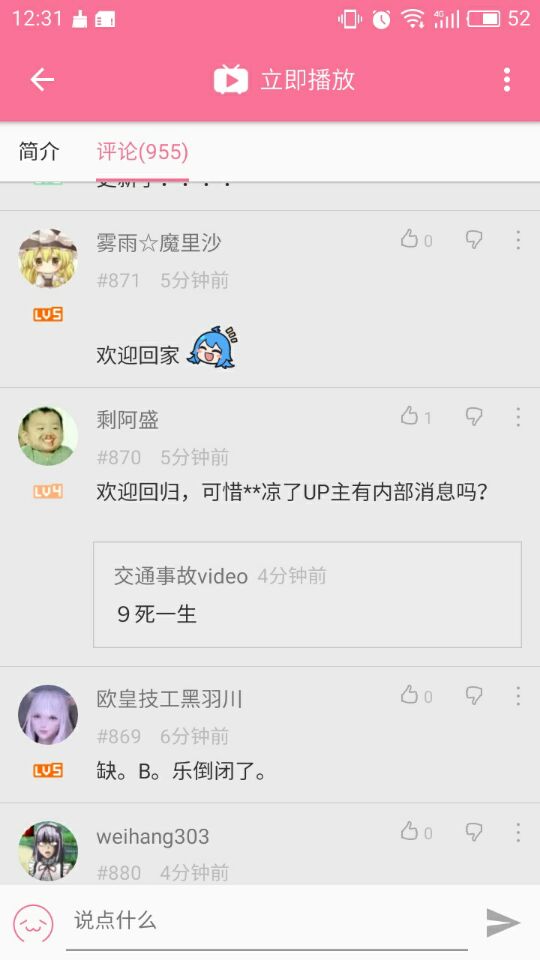 12:31
4G
52
立即播放
简介
评论(955)
雾雨☆魔里沙
0
#871 5分钟前
LV5
欢迎回家
剩阿盛
1
#870 5分钟前
LV4
欢迎回归，可惜**凉了UP主有内部消息吗？
交通事故video 4分钟前
９死一生
欧皇技工黑羽川
0
#869 6分钟前
LV5
缺。B。乐倒闭了。
weihang303
0
#880 4分钟前
说点什么